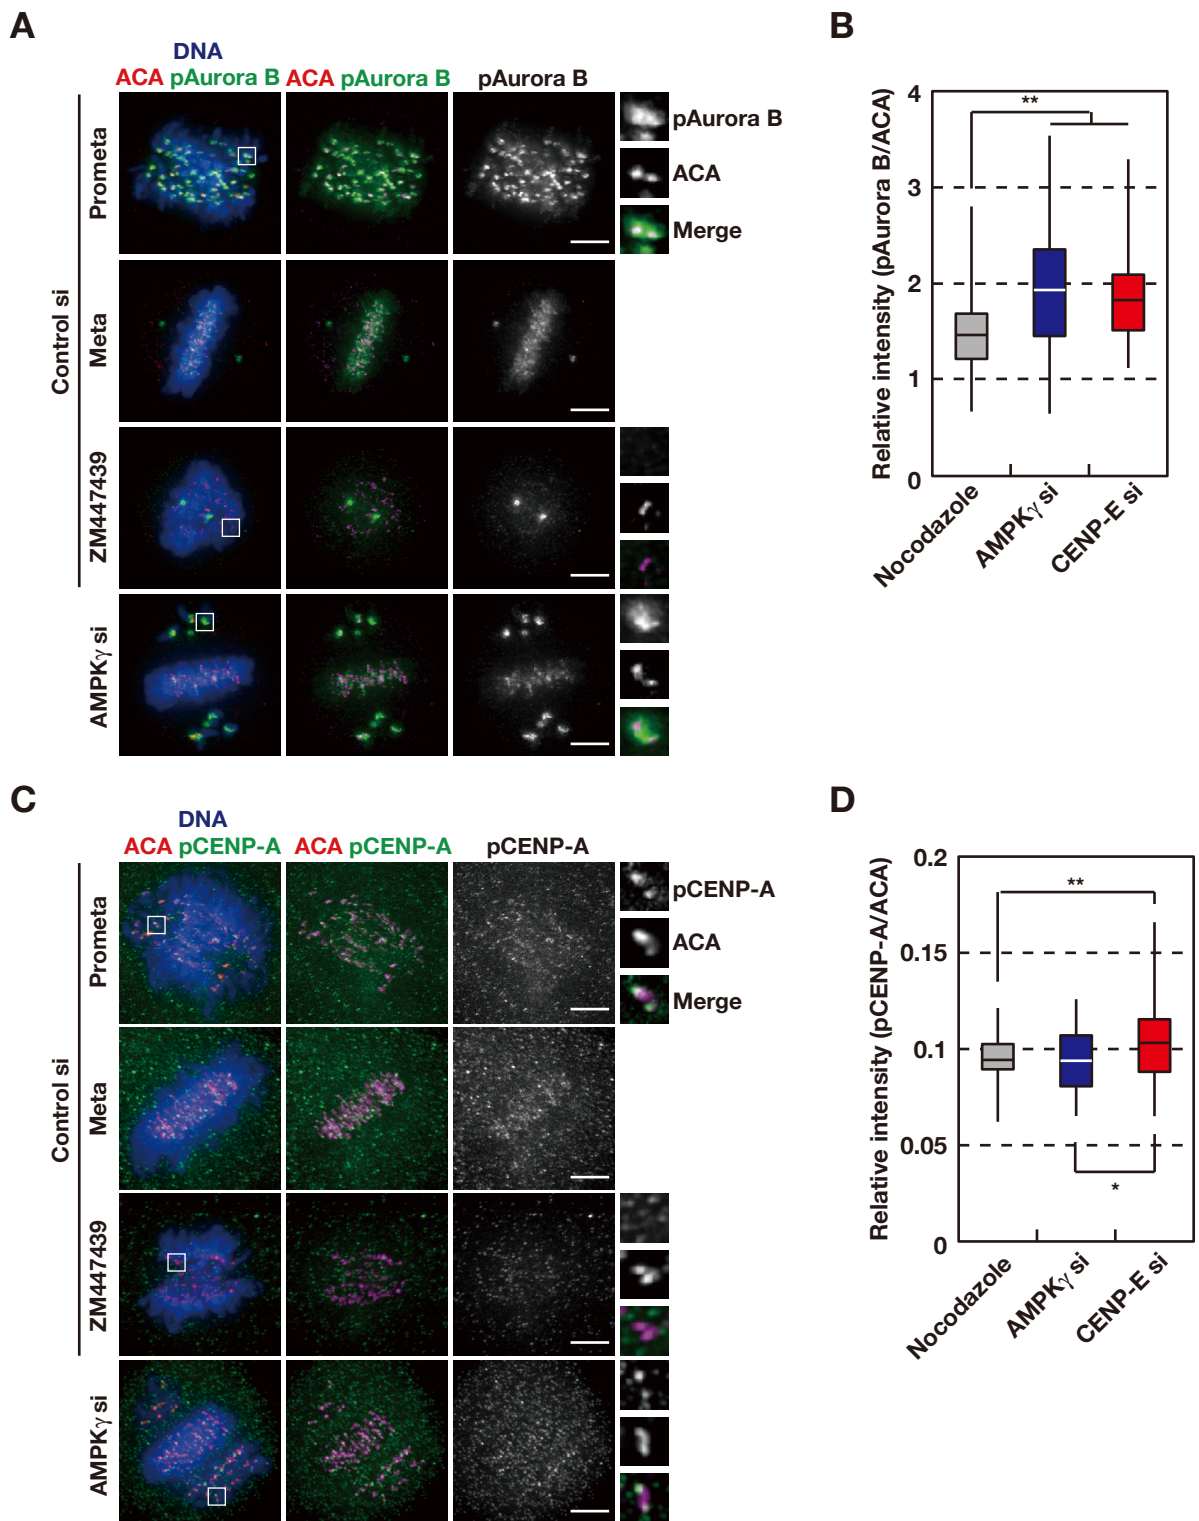 A
DNA
ACA pAurora B
ACA pAurora B
pAurora B
Control si
Prometa
Meta
ZM447439
AMPKγ si
pAurora B
ACA
Merge
B
Relative intensity (pAurora B/ACA)
4
3
2
1
0
**
Nocodazole
AMPKγ si
CENP-E si
C
DNA
ACA pCENP-A
ACA pCENP-A
pCENP-A
Control si
Prometa
Meta
ZM447439
AMPKγ si
pCENP-A
ACA
Merge
D
Relative intensity (pCENP-A/ACA)
0.2
0.15
0.1
0.05
0
**
*
Nocodazole
AMPKγ si
CENP-E si